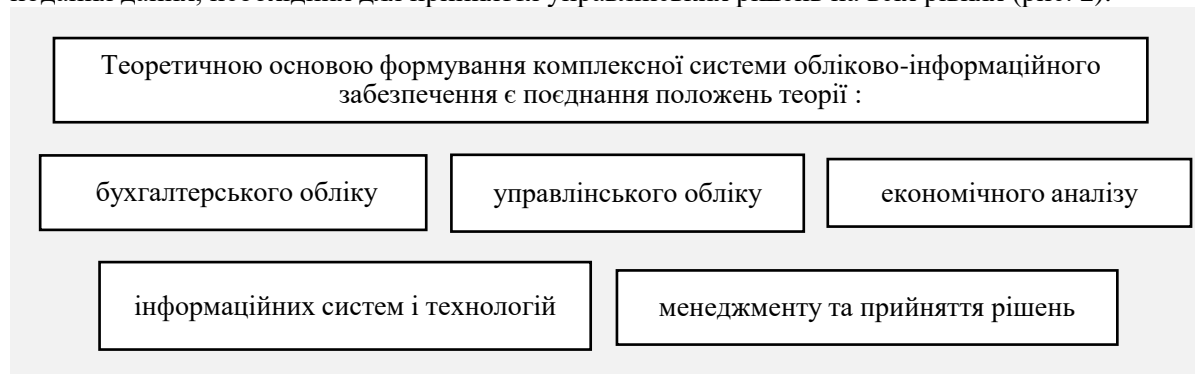 Теоретичною основою формування комплексної системи обліково-інформаційного
забезпечення є поєднання положень теорії :
бухгалтерського обліку
управлінського обліку
економічного аналізу
інформаційних систем і технологій
менеджменту та прийняття рішень